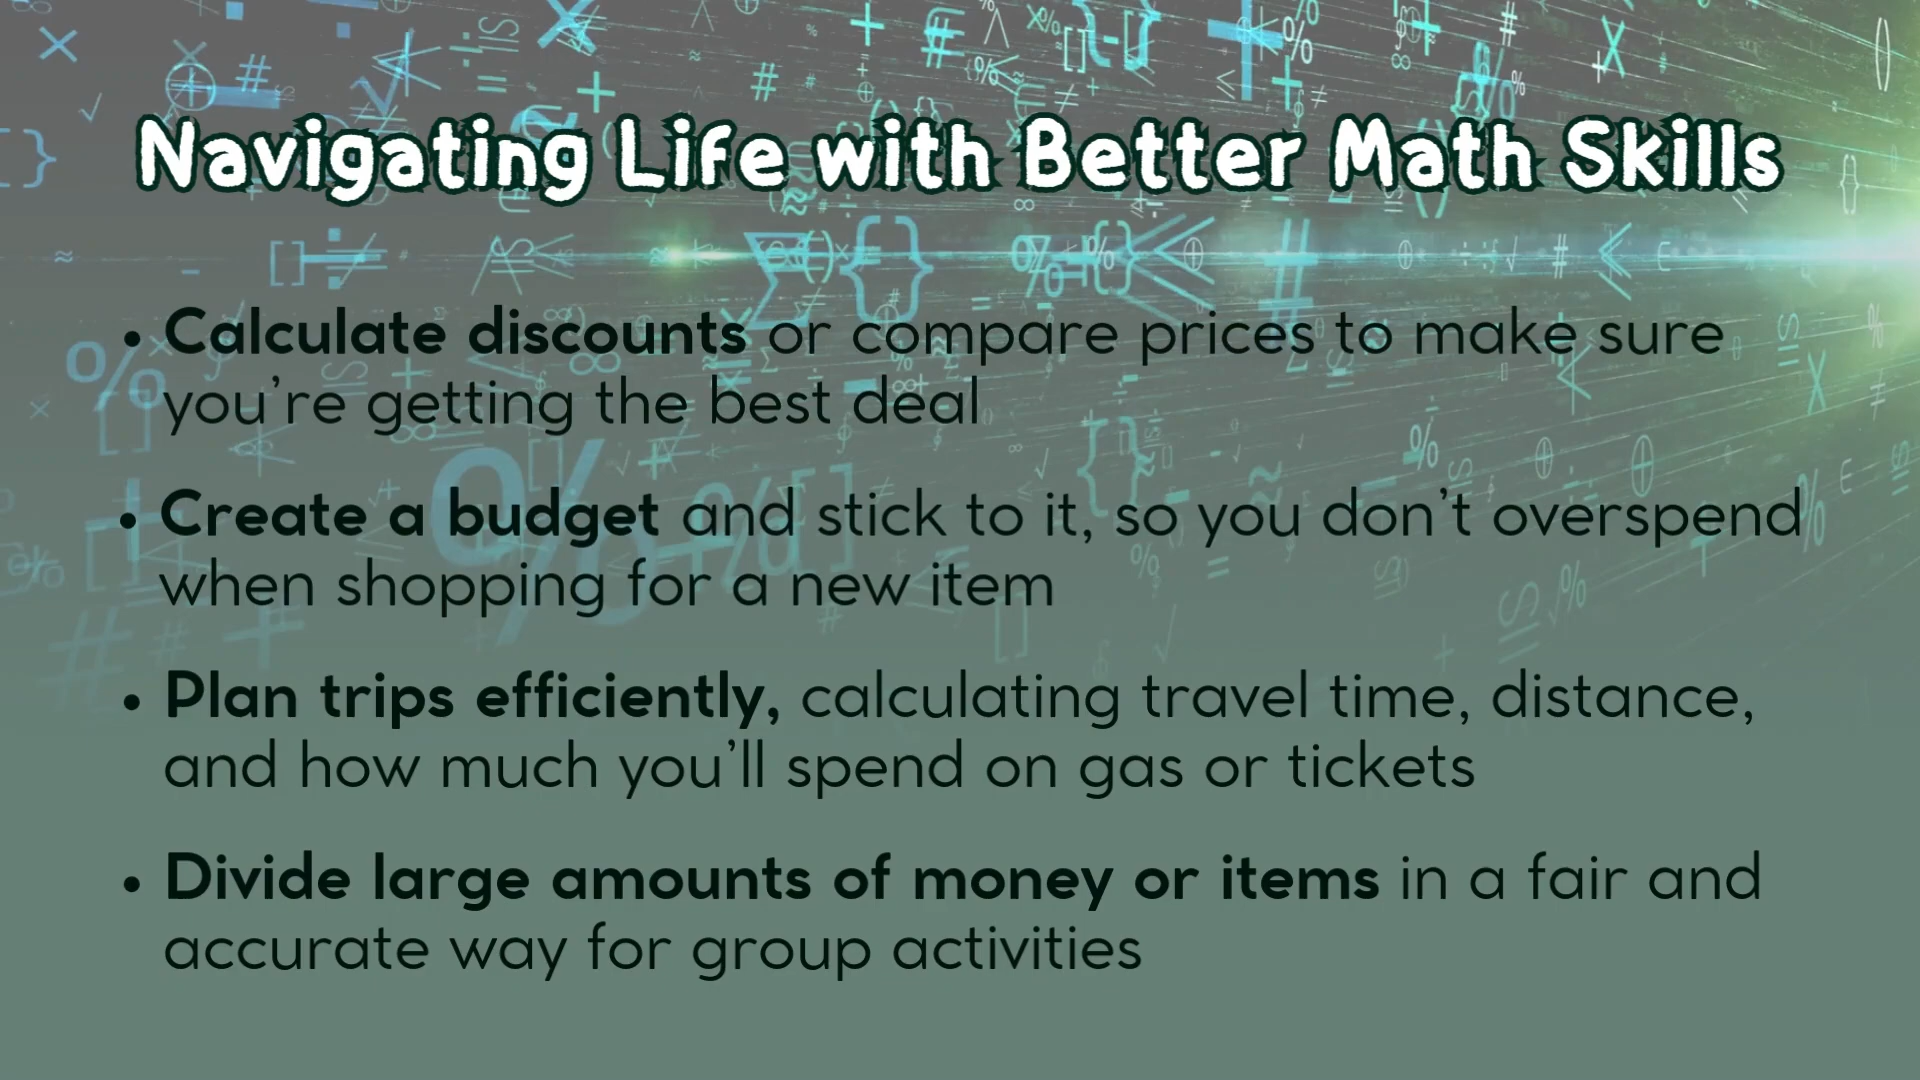 Navigating Life with Better Math Skills
• Calculate discounts or compare prices to make sure
you’re getting the best deal
• Create a budget and stick to it, so you don’t overspend
when shopping for a new item
• Plan trips efficiently, calculating travel time, distance,
and how much you’ll spend on gas or tickets
• Divide large amounts of money or items in a fair and
accurate way for group activities